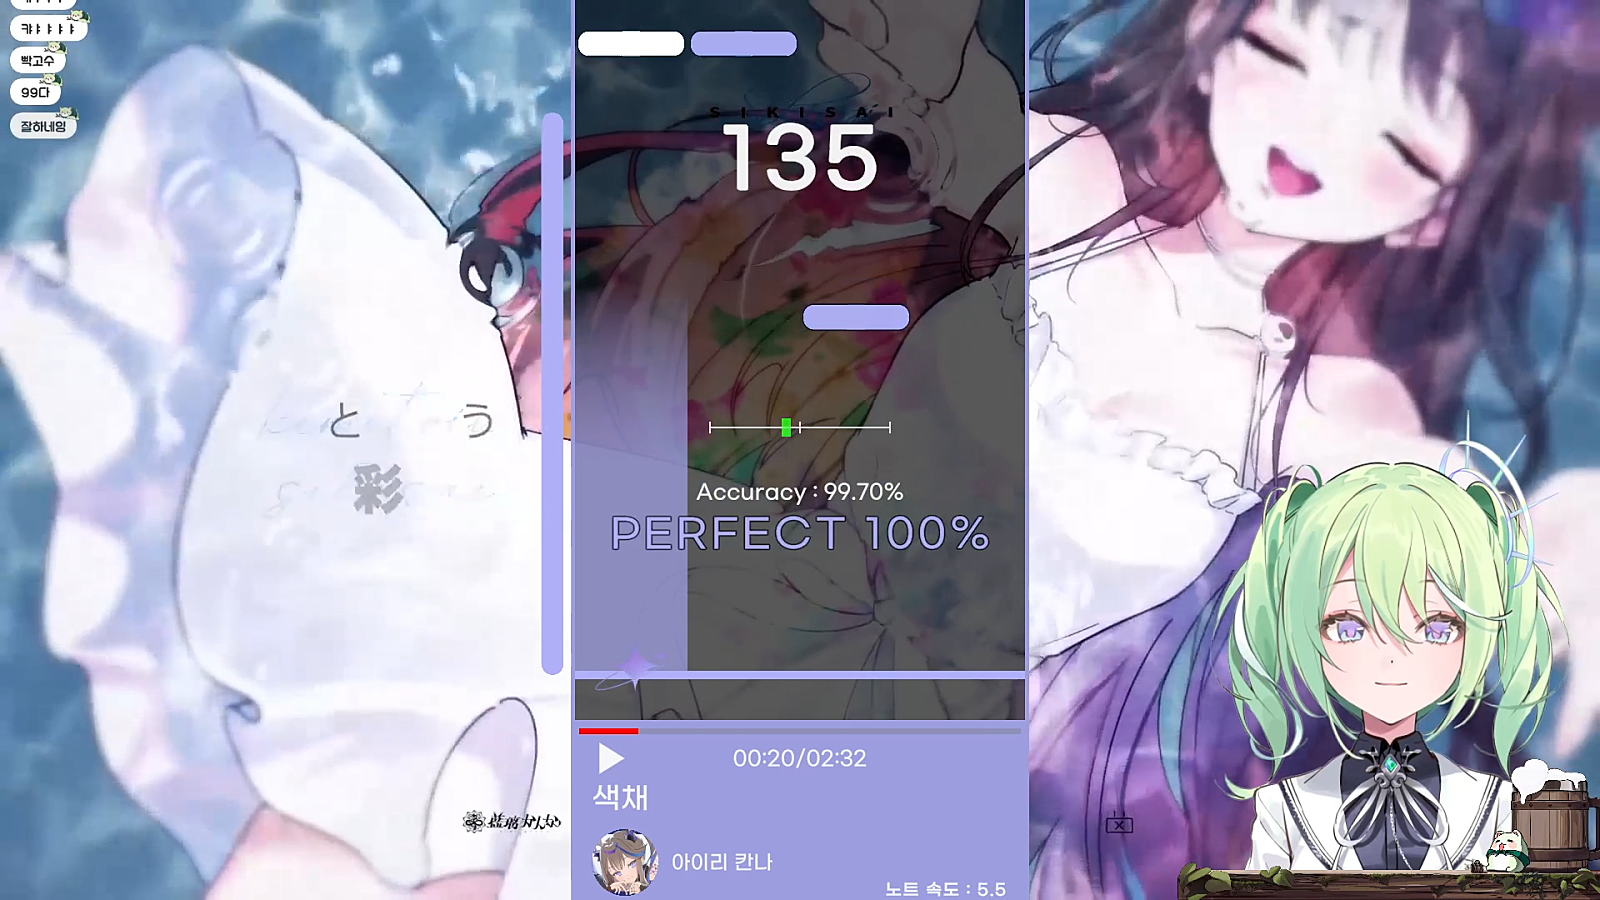 캬ㅑㅑㅑㅑ
빡고수
99다
잘하네잉
SIKISAI
135
と う
彩
Accuracy : 99.70%
PERFECT 100%
00:20/02:32
색채
아이리 칸나
노트 속도 : 5.5